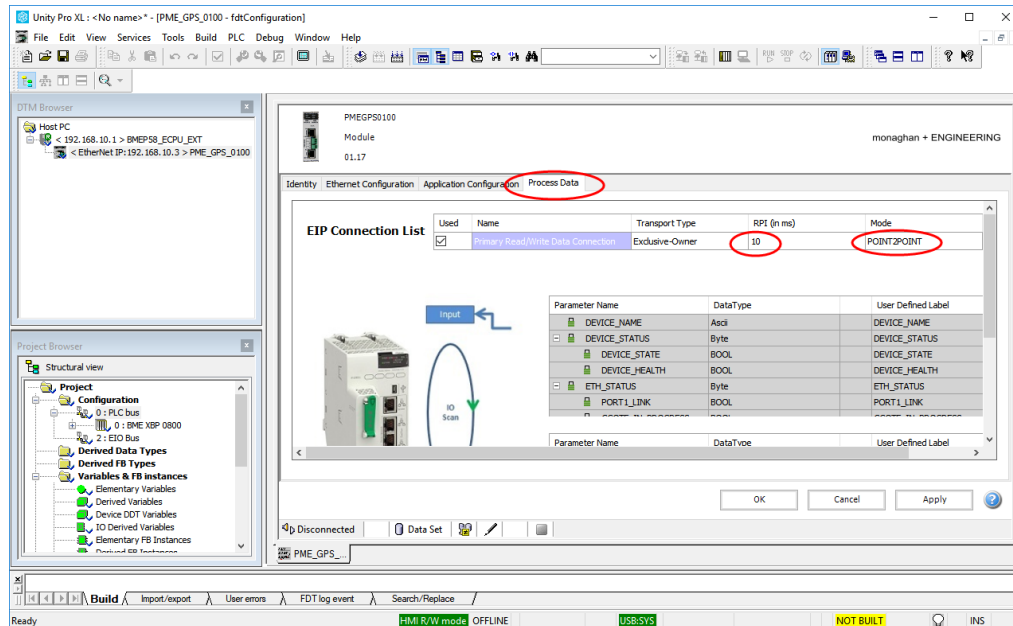 Unity Pro XL : <No name>* - [PME_GPS_0100 - fdtConfiguration]
File Edit View Services Tools Build PLC Debug Window Help
RUN STOP
DTM Browser
Host PC
< 192.168.10.1 > BMEP58_ECPU_EXT
< EtherNet IP:192.168.10.3 > PME_GPS_0100
PMEGPS0100
Module
01.17
monaghan + ENGINEERING
Identity Ethernet Configuration Application Configuration Process Data
EIP Connection List
Used Name Transport Type RPI (in ms) Mode
Primary Read/Write Data Connection Exclusive-Owner 10 POINT2POINT
Input
IO
Scan
Parameter Name DataType User Defined Label
DEVICE_NAME Ascii DEVICE_NAME
DEVICE_STATUS Byte DEVICE_STATUS
DEVICE_STATE BOOL DEVICE_STATE
DEVICE_HEALTH BOOL DEVICE_HEALTH
ETH_STATUS Byte ETH_STATUS
PORT1_LINK BOOL PORT1_LINK
Parameter Name DataType User Defined Label
OK Cancel Apply
Project Browser
Structural view
Project
Configuration
0 : PLC bus
0 : BME XBP 0800
2 : EIO Bus
Derived Data Types
Derived FB Types
Variables & FB instances
Elementary Variables
Derived Variables
Device DDT Variables
IO Derived Variables
Elementary FB Instances
Derived FB Instances
Disconnected Data Set
PME_GPS_...
Build Import/export User errors FDT log event Search/Replace
Ready HMI R/W mode OFFLINE USB:SYS NOT BUILT INS